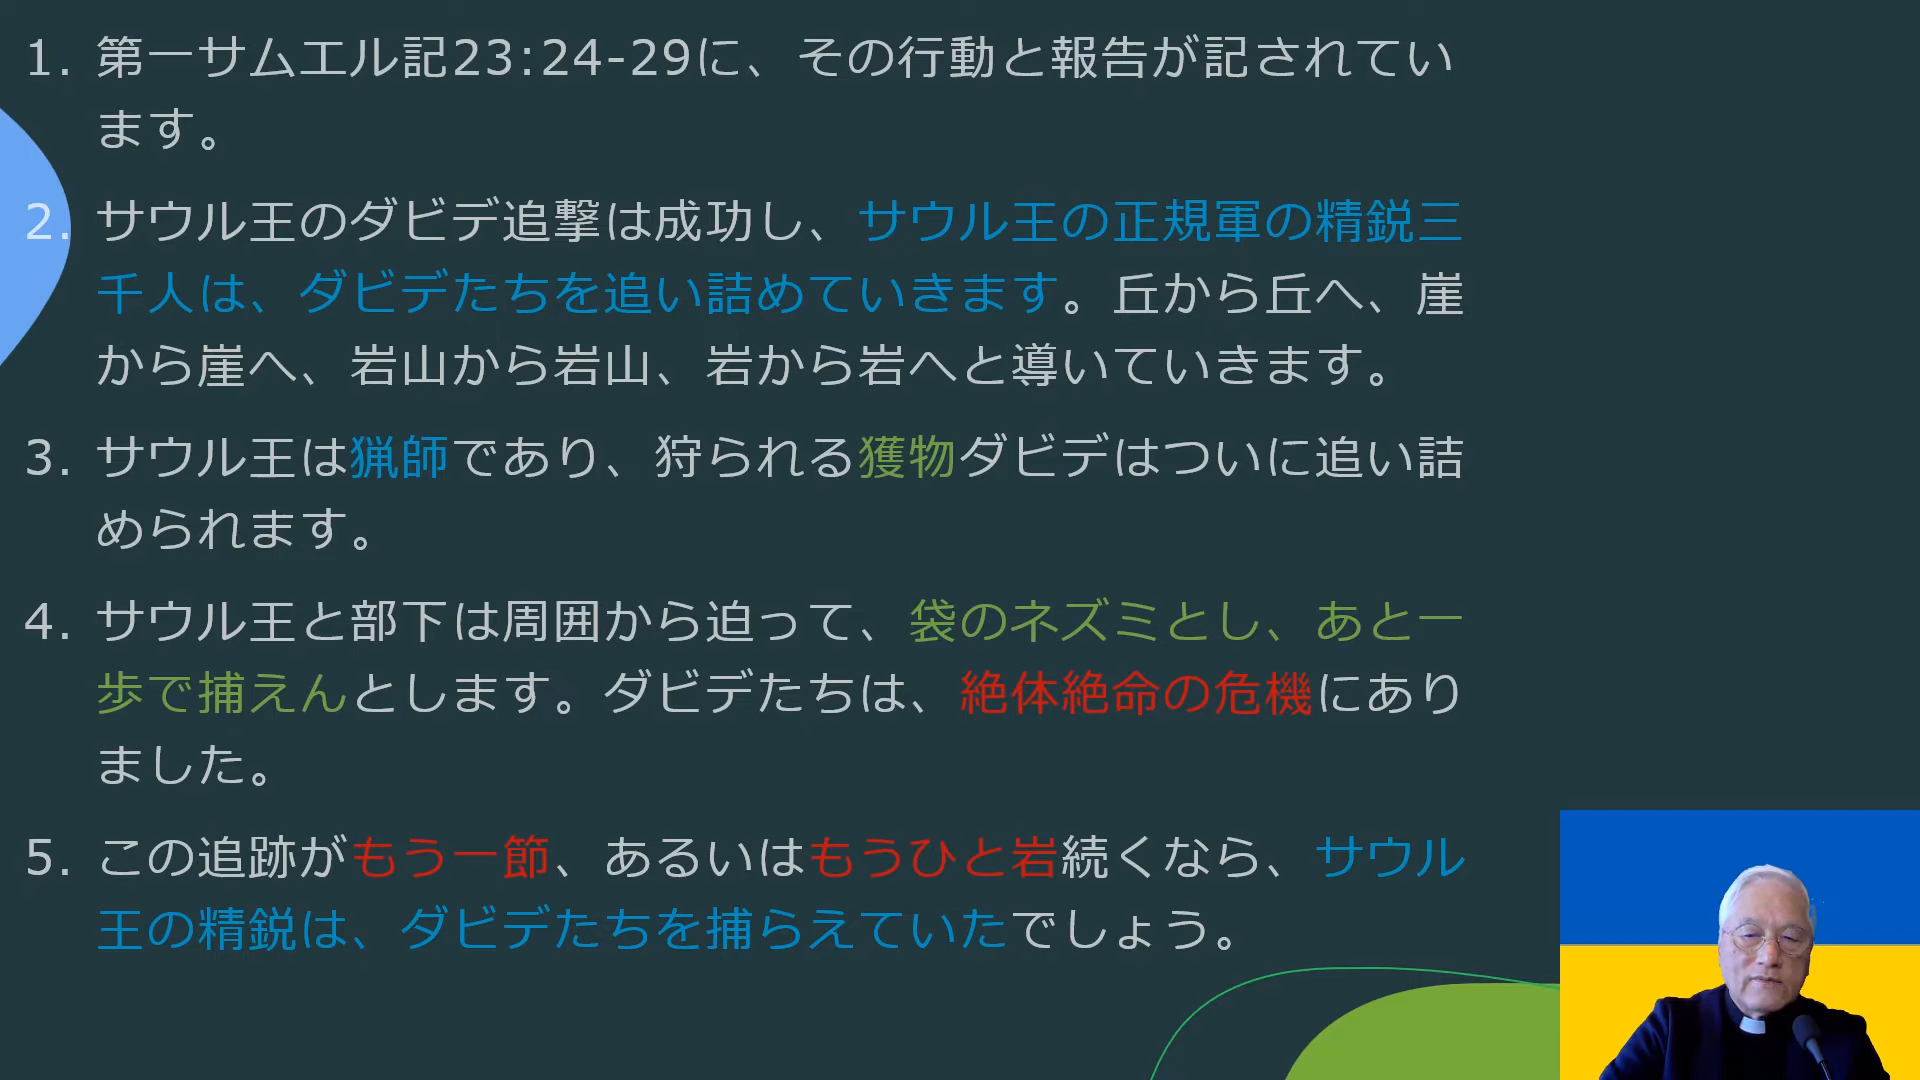 1. 第一サムエル記23:24-29に、その行動と報告が記されてい
ます。
2. サウル王のダビデ追撃は成功し、サウル王の正規軍の精鋭三
千人は、ダビデたちを追い詰めていきます。丘から丘へ、崖
から崖へ、岩山から岩山、岩から岩へと導いていきます。
3. サウル王は猟師であり、狩られる獲物ダビデはついに追い詰
められます。
4. サウル王と部下は周囲から迫って、袋のネズミとし、あと一
歩で捕えんとします。ダビデたちは、絶体絶命の危機にあり
ました。
5. この追跡がもう一節、あるいはもうひと岩続くなら、サウル
王の精鋭は、ダビデたちを捕らえていたでしょう。